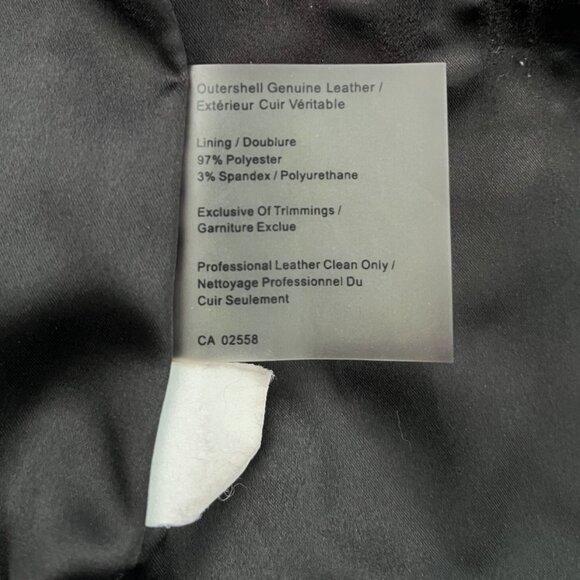 Outershell Genuine Leather /
Extérieur Cuir Véritable
Lining / Doublure
97% Polyester
3% Spandex / Polyurethane
Exclusive Of Trimmings /
Garniture Exclue
Professional Leather Clean Only /
Nettoyage Professionnel Du
Cuir Seulement
CA 02558